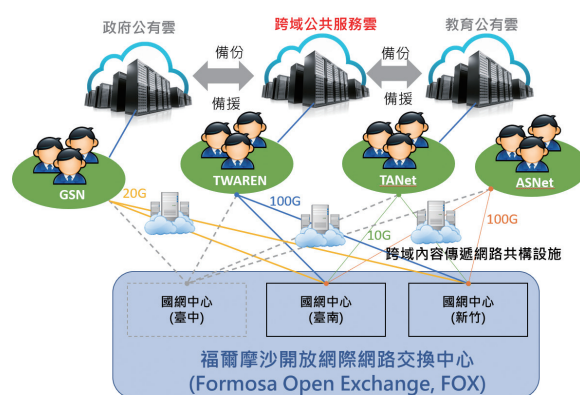 政府公有雲
跨域公共服務雲
教育公有雲
備份
備援
備份
備援
GSN
TWAREN
TANet
ASNet
20G
100G
10G
100G
跨域內容傳遞網路共構設施
國網中心
(臺中)
國網中心
(臺南)
國網中心
(新竹)
福爾摩沙開放網際網路交換中心
(Formosa Open Exchange, FOX)